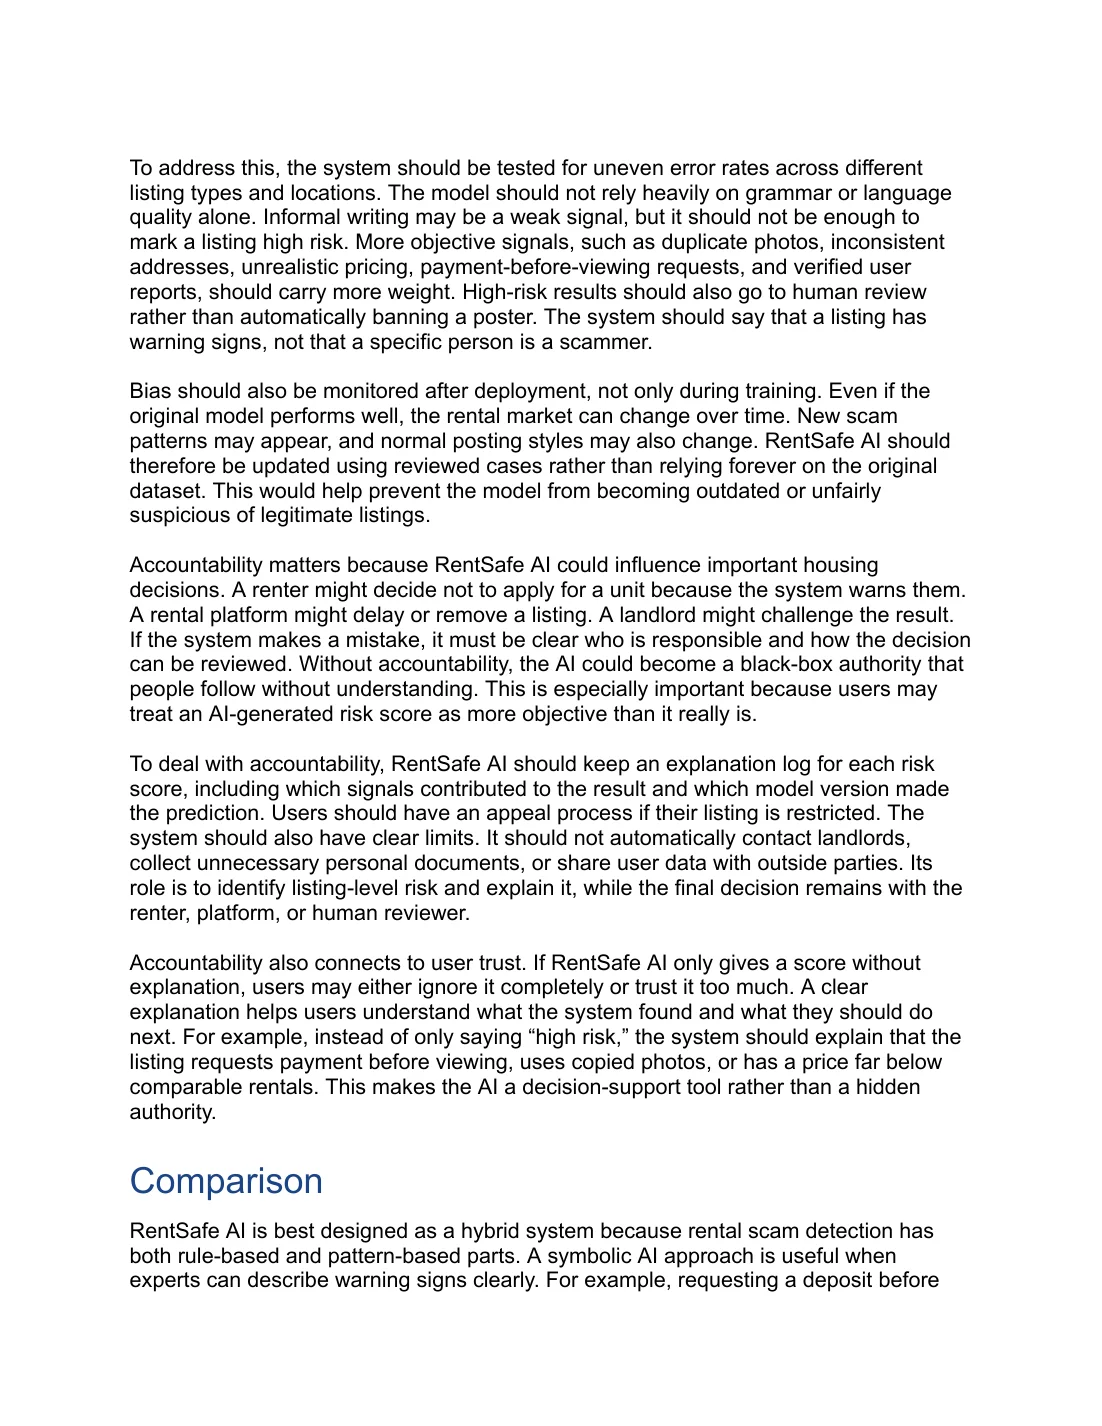 To address this, the system should be tested for uneven error rates across different
listing types and locations. The model should not rely heavily on grammar or language
quality alone. Informal writing may be a weak signal, but it should not be enough to
mark a listing high risk. More objective signals, such as duplicate photos, inconsistent
addresses, unrealistic pricing, payment-before-viewing requests, and verified user
reports, should carry more weight. High-risk results should also go to human review
rather than automatically banning a poster. The system should say that a listing has
warning signs, not that a specific person is a scammer.
Bias should also be monitored after deployment, not only during training. Even if the
original model performs well, the rental market can change over time. New scam
patterns may appear, and normal posting styles may also change. RentSafe AI should
therefore be updated using reviewed cases rather than relying forever on the original
dataset. This would help prevent the model from becoming outdated or unfairly
suspicious of legitimate listings.
Accountability matters because RentSafe AI could influence important housing
decisions. A renter might decide not to apply for a unit because the system warns them.
A rental platform might delay or remove a listing. A landlord might challenge the result.
If the system makes a mistake, it must be clear who is responsible and how the decision
can be reviewed. Without accountability, the AI could become a black-box authority that
people follow without understanding. This is especially important because users may
treat an AI-generated risk score as more objective than it really is.
To deal with accountability, RentSafe AI should keep an explanation log for each risk
score, including which signals contributed to the result and which model version made
the prediction. Users should have an appeal process if their listing is restricted. The
system should also have clear limits. It should not automatically contact landlords,
collect unnecessary personal documents, or share user data with outside parties. Its
role is to identify listing-level risk and explain it, while the final decision remains with the
renter, platform, or human reviewer.
Accountability also connects to user trust. If RentSafe AI only gives a score without
explanation, users may either ignore it completely or trust it too much. A clear
explanation helps users understand what the system found and what they should do
next. For example, instead of only saying “high risk,” the system should explain that the
listing requests payment before viewing, uses copied photos, or has a price far below
comparable rentals. This makes the AI a decision-support tool rather than a hidden
authority.
Comparison
RentSafe AI is best designed as a hybrid system because rental scam detection has
both rule-based and pattern-based parts. A symbolic AI approach is useful when
experts can describe warning signs clearly. For example, requesting a deposit before